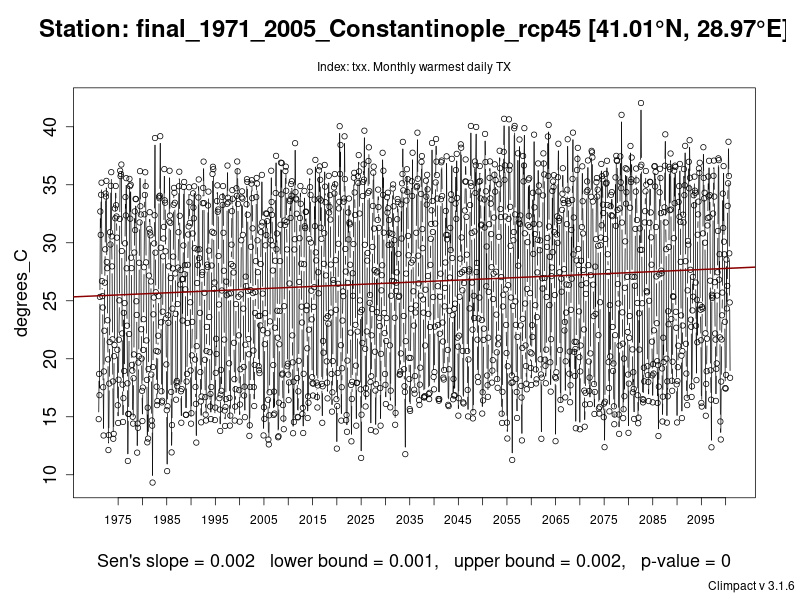 Station: final_1971_2005_Constantinople_rcp45 [41.01°N, 28.97°E]
Index: txx. Monthly warmest daily TX
degrees_C
40
35
30
25
20
15
10
1975 1985 1995 2005 2015 2025 2035 2045 2055 2065 2075 2085 2095
Sen's slope = 0.002 lower bound = 0.001, upper bound = 0.002, p-value = 0
Climpact v 3.1.6